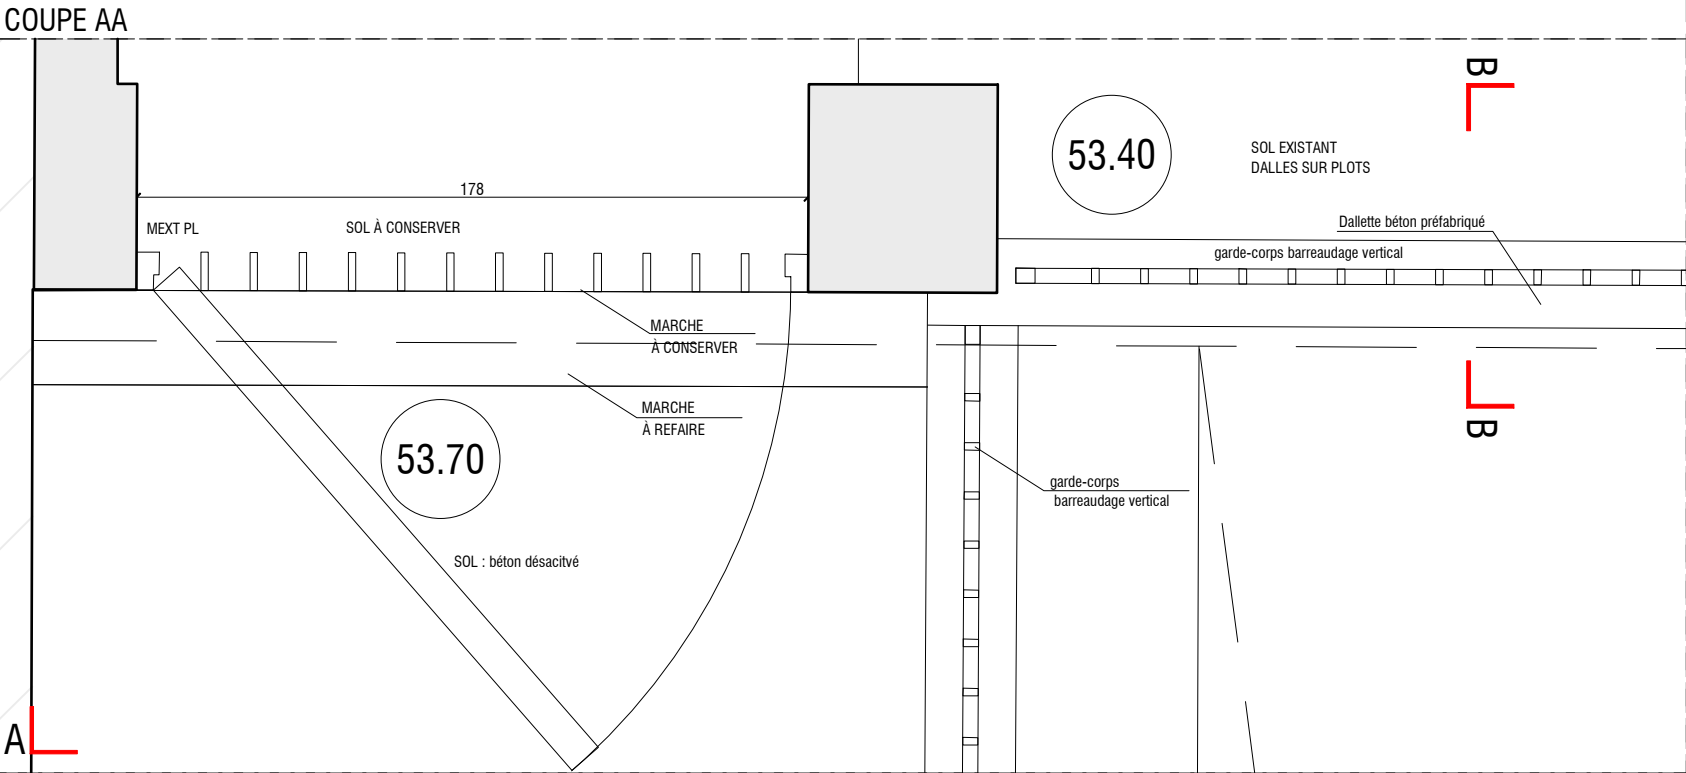 COUPE AA
B
53.40
SOL EXISTANT
DALLES SUR PLOTS
178
MEXT PL
SOL À CONSERVER
Dallette béton préfabriqué
garde-corps barreaudage vertical
MARCHE
À CONSERVER
MARCHE
À REFAIRE
B
53.70
garde-corps
barreaudage vertical
SOL : béton désacitvé
A